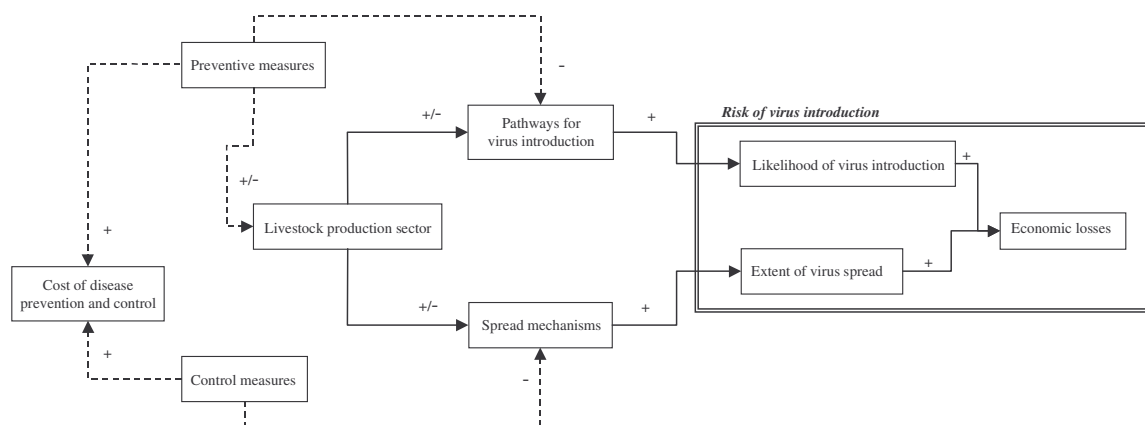 Preventive measures
-
+/-
Pathways for
virus introduction
+
Risk of virus introduction
Likelihood of virus introduction
+
+/-
Livestock production sector
Economic losses
+
Cost of disease
prevention and control
Extent of virus spread
+
+/-
Spread mechanisms
+
+
Control measures
-